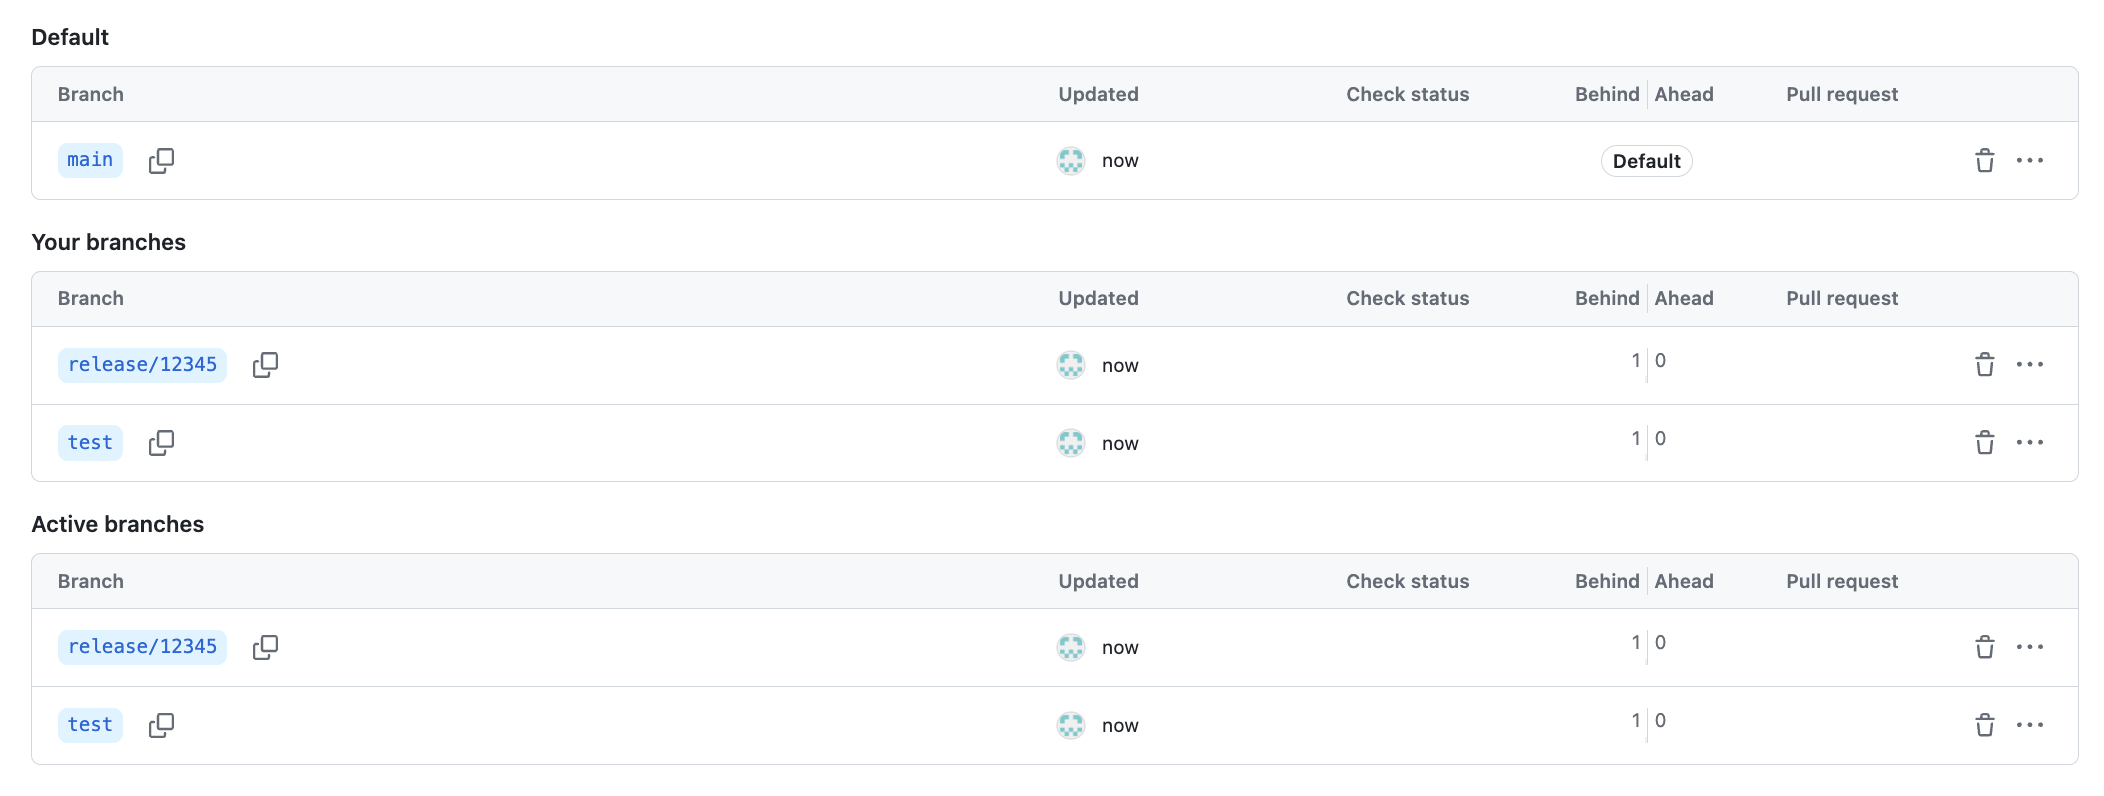 Default
Branch Updated Check status Behind Ahead Pull request
main now Default
Your branches
Branch Updated Check status Behind Ahead Pull request
release/12345 now 1 0
test now 1 0
Active branches
Branch Updated Check status Behind Ahead Pull request
release/12345 now 1 0
test now 1 0